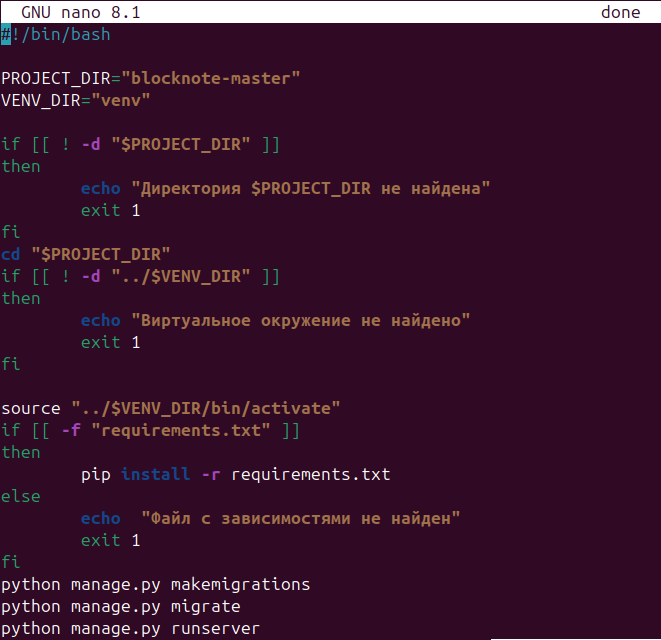 GNU nano 8.1 done
#!/bin/bash
PROJECT_DIR="blocknote-master"
VENV_DIR="venv"
if [[ ! -d "$PROJECT_DIR" ]]
then
echo "Директория $PROJECT_DIR не найдена"
exit 1
fi
cd "$PROJECT_DIR"
if [[ ! -d "../$VENV_DIR" ]]
then
echo "Виртуальное окружение не найдено"
exit 1
fi
source "../$VENV_DIR/bin/activate"
if [[ -f "requirements.txt" ]]
then
pip install -r requirements.txt
else
echo  "Файл с зависимостями не найден"
exit 1
fi
python manage.py makemigrations
python manage.py migrate
python manage.py runserver